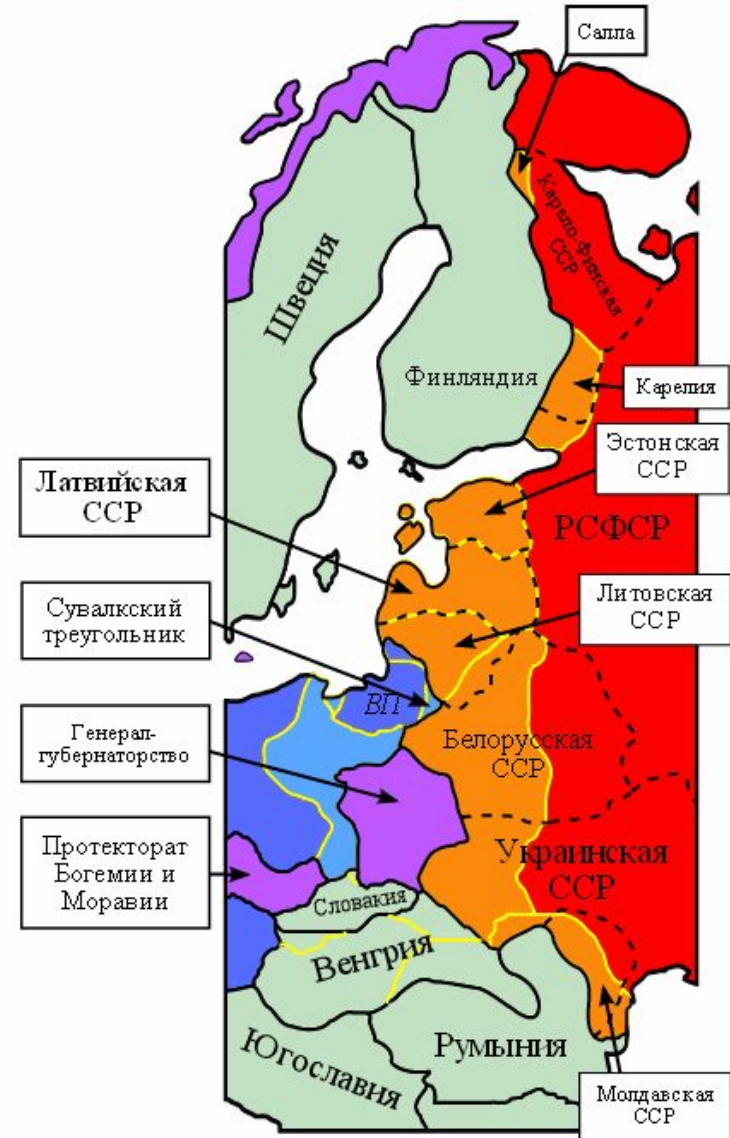 Салла
Карело-Финская
ССР
Швеция
Финляндия
Карелия
Эстонская
ССР
Латвийская
ССР
РСФСР
Литовская
ССР
Сувалкский
треугольник
ВП
Генерал-
губернаторство
Белорусская
ССР
Протекторат
Богемии и
Моравии
Украинская
ССР
Словакия
Венгрия
Румыния
Югославия
Молдавская
ССР